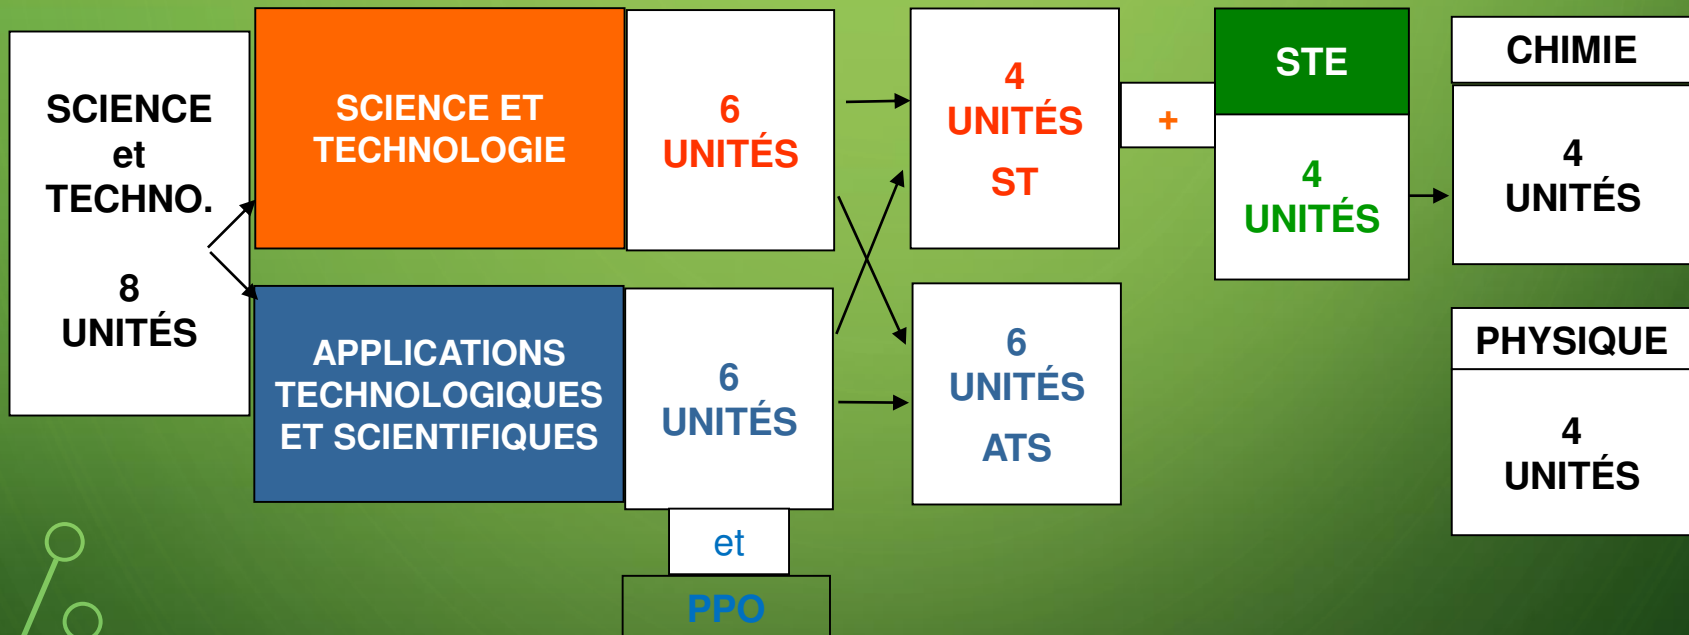 SCIENCE
et
TECHNO.
8
UNITÉS
SCIENCE ET
TECHNOLOGIE
6
UNITÉS
4
UNITÉS
ST
+
STE
4
UNITÉS
CHIMIE
4
UNITÉS
APPLICATIONS
TECHNOLOGIQUES
ET SCIENTIFIQUES
6
UNITÉS
et
PPO
6
UNITÉS
ATS
PHYSIQUE
4
UNITÉS